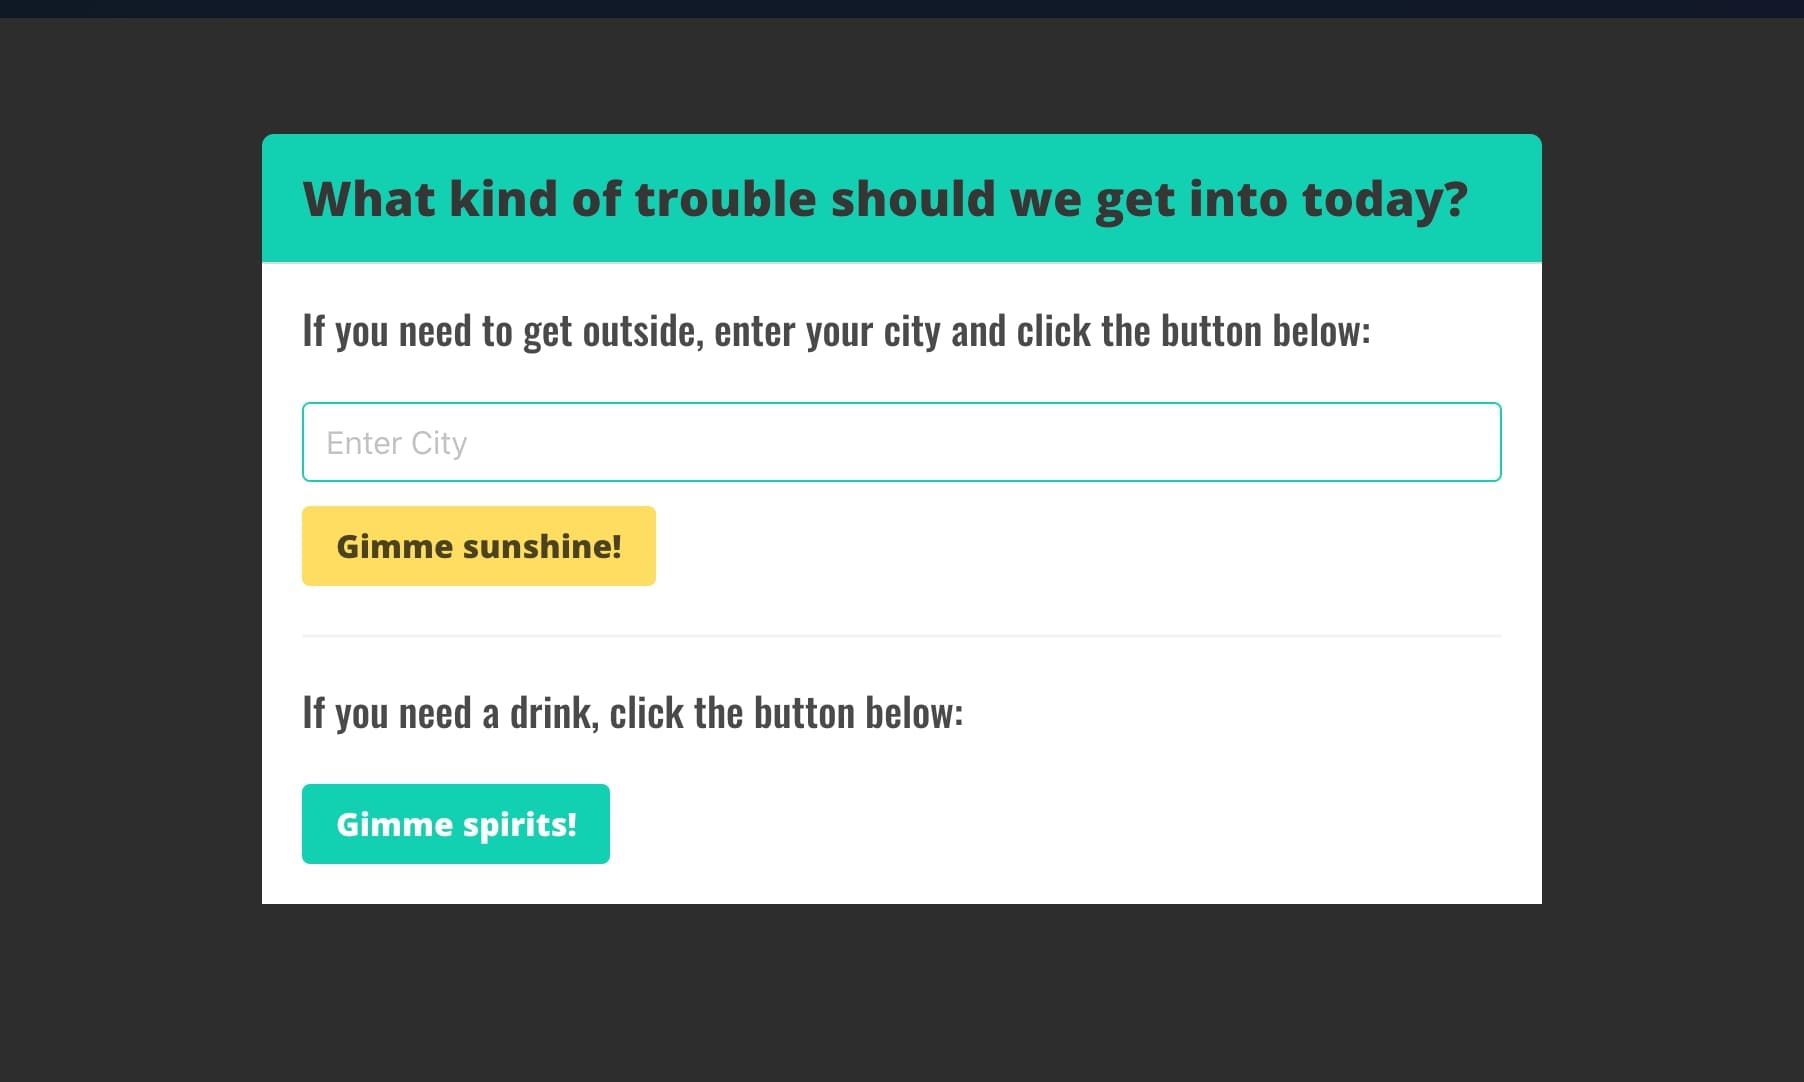 What kind of trouble should we get into today?
If you need to get outside, enter your city and click the button below:
Enter City
Gimme sunshine!
If you need a drink, click the button below:
Gimme spirits!